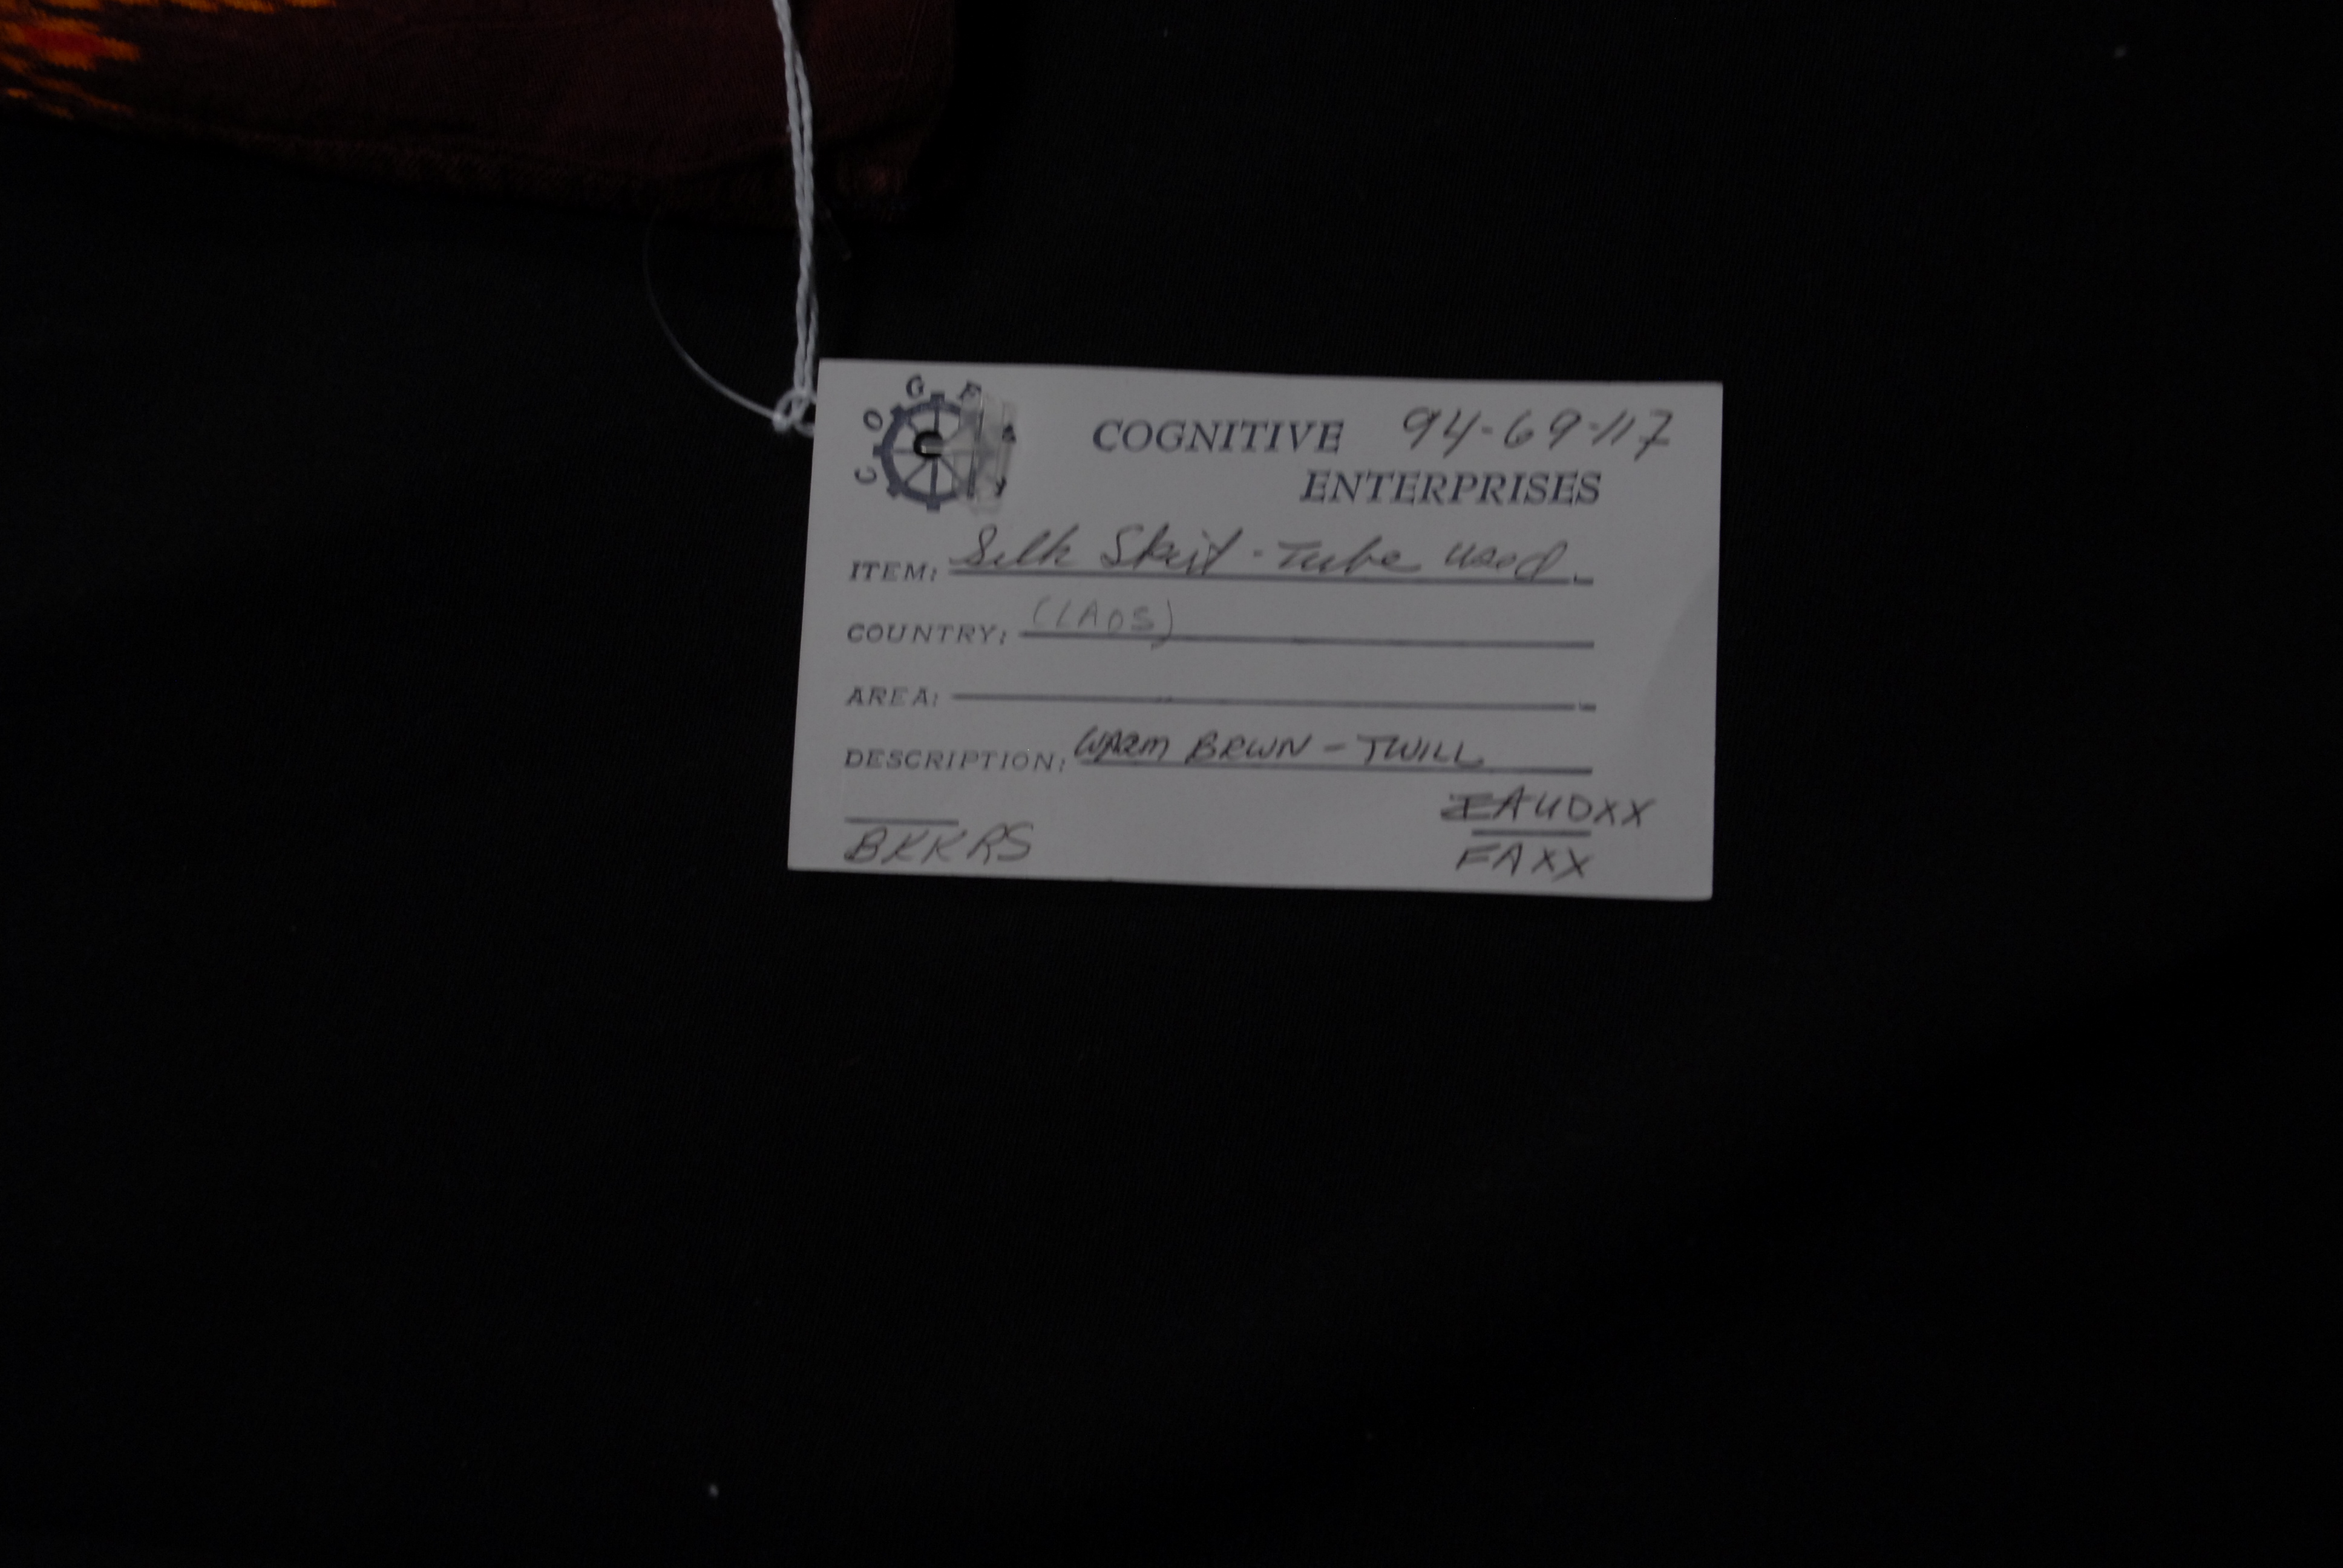 COGE
COGNITIVE 94-69-117
ENTERPRISES
ITEM: Silk Skirt - Tube used.
COUNTRY: (LAOS)
AREA:
DESCRIPTION: WARM BRWN - TWILL
EAUDXX
BKKRS FAXX